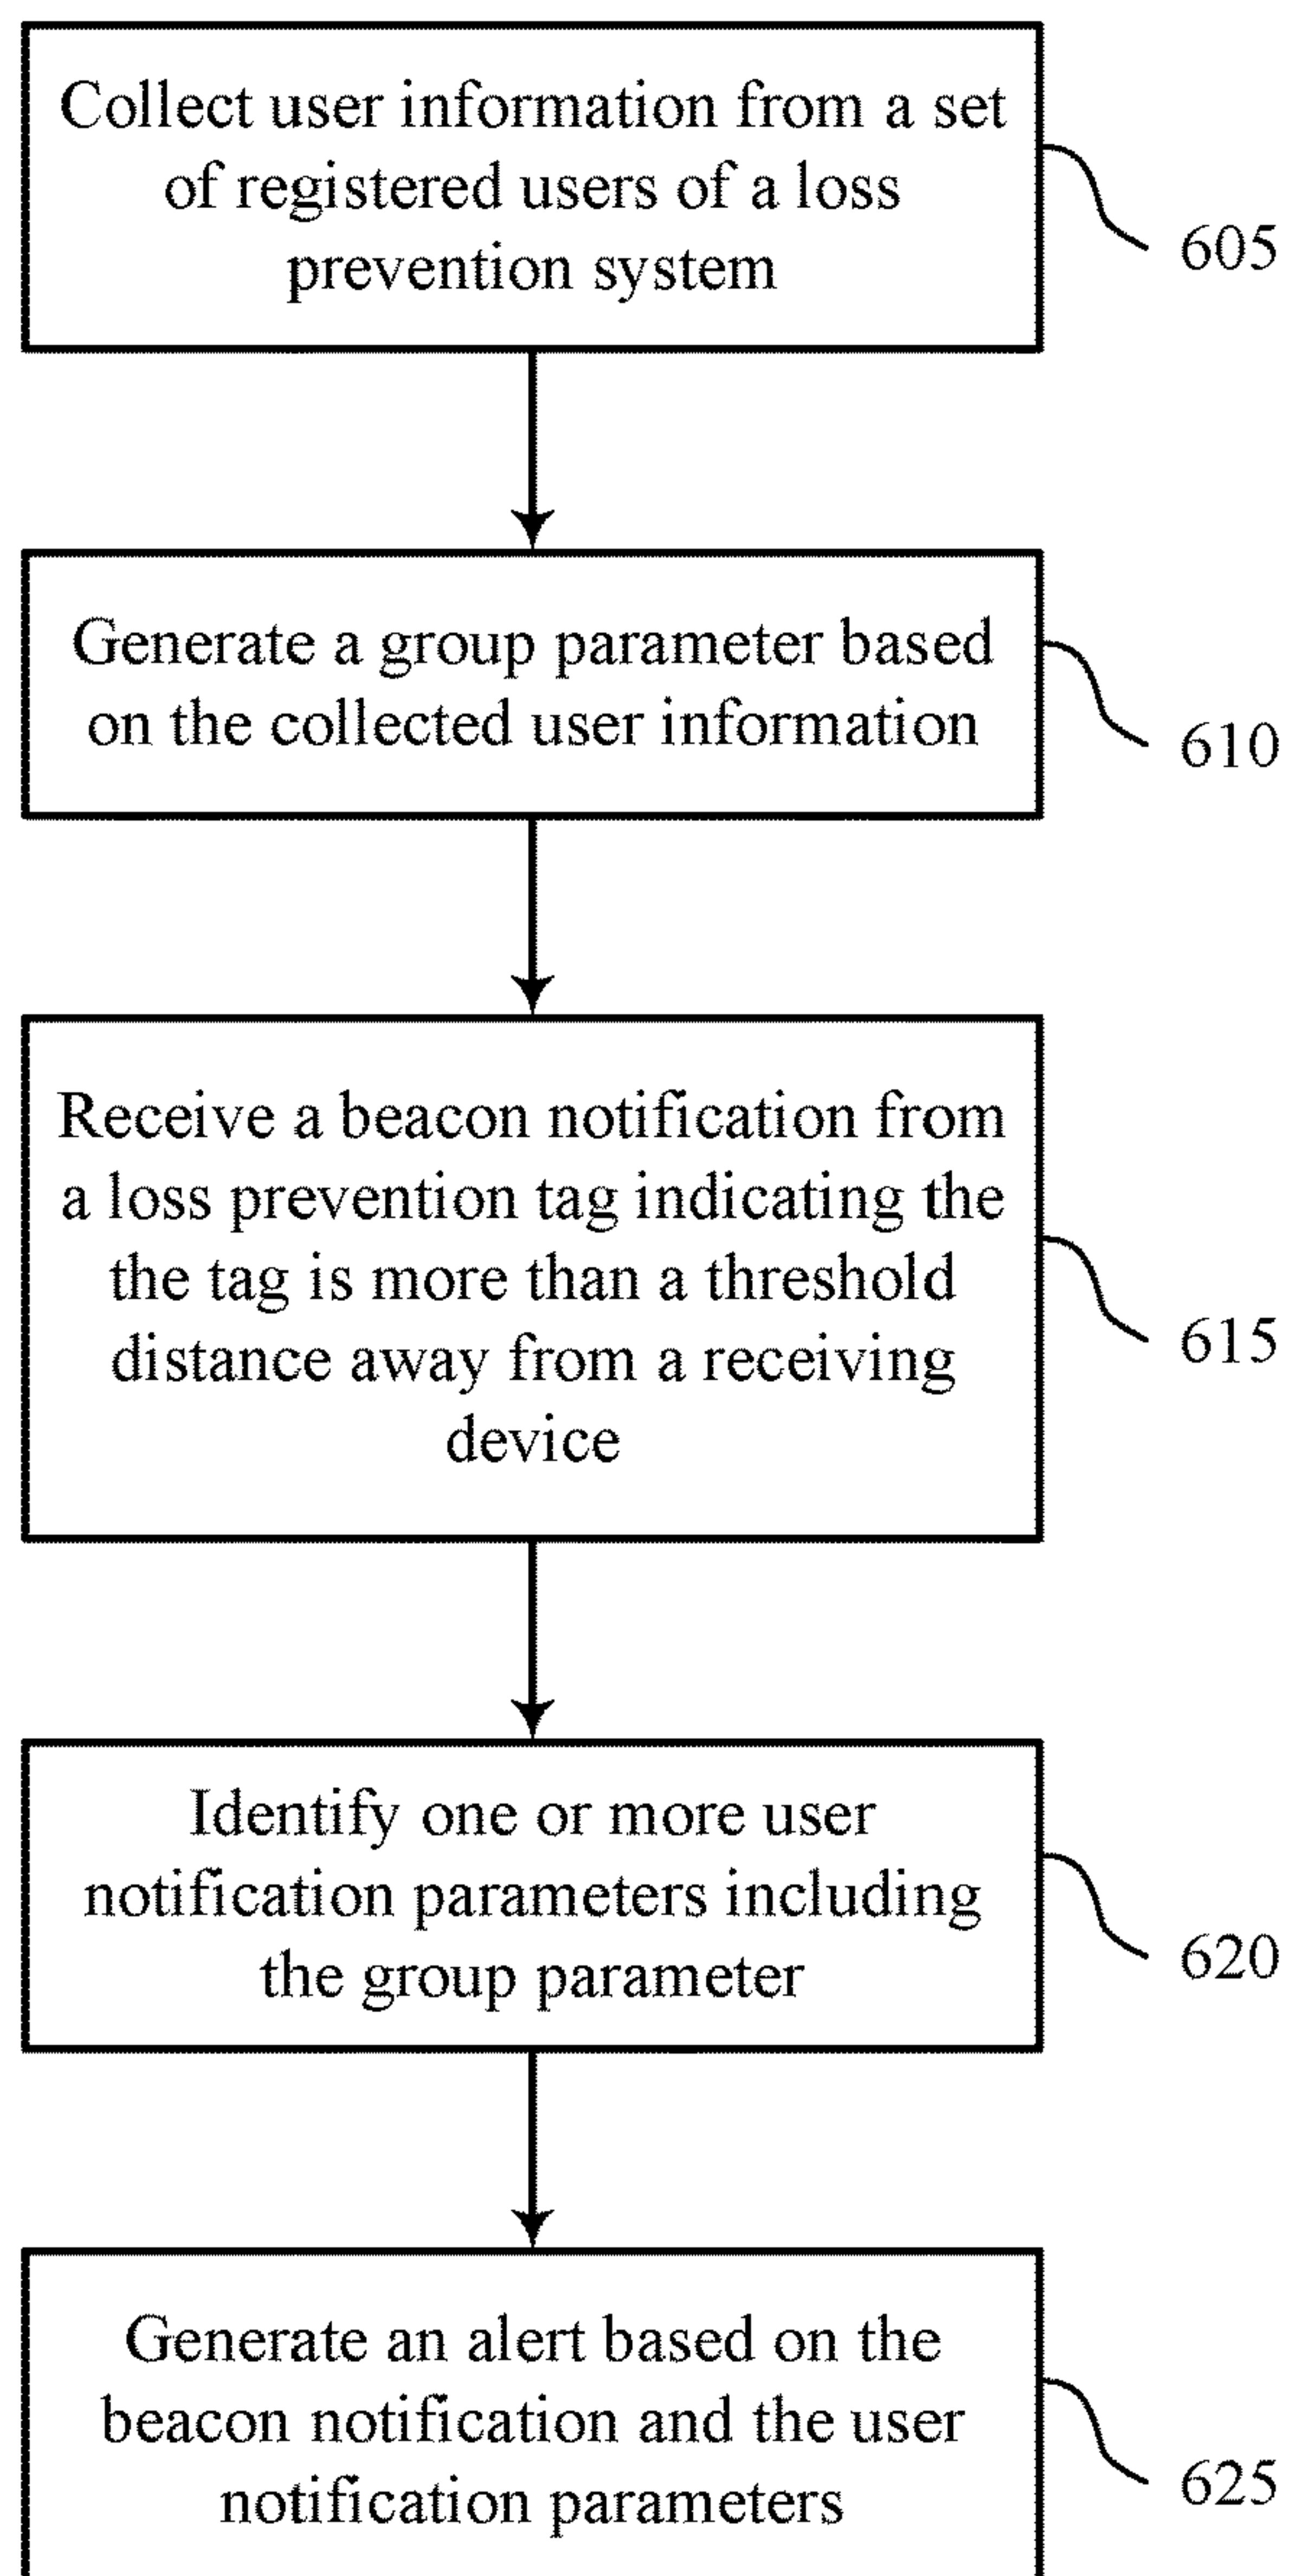 Collect user information from a set
of registered users of a loss
prevention system
605
Generate a group parameter based
on the collected user information
610
Receive a beacon notification from
a loss prevention tag indicating the
the tag is more than a threshold
distance away from a receiving
device
615
Identify one or more user
notification parameters including
the group parameter
620
Generate an alert based on the
beacon notification and the user
notification parameters
625